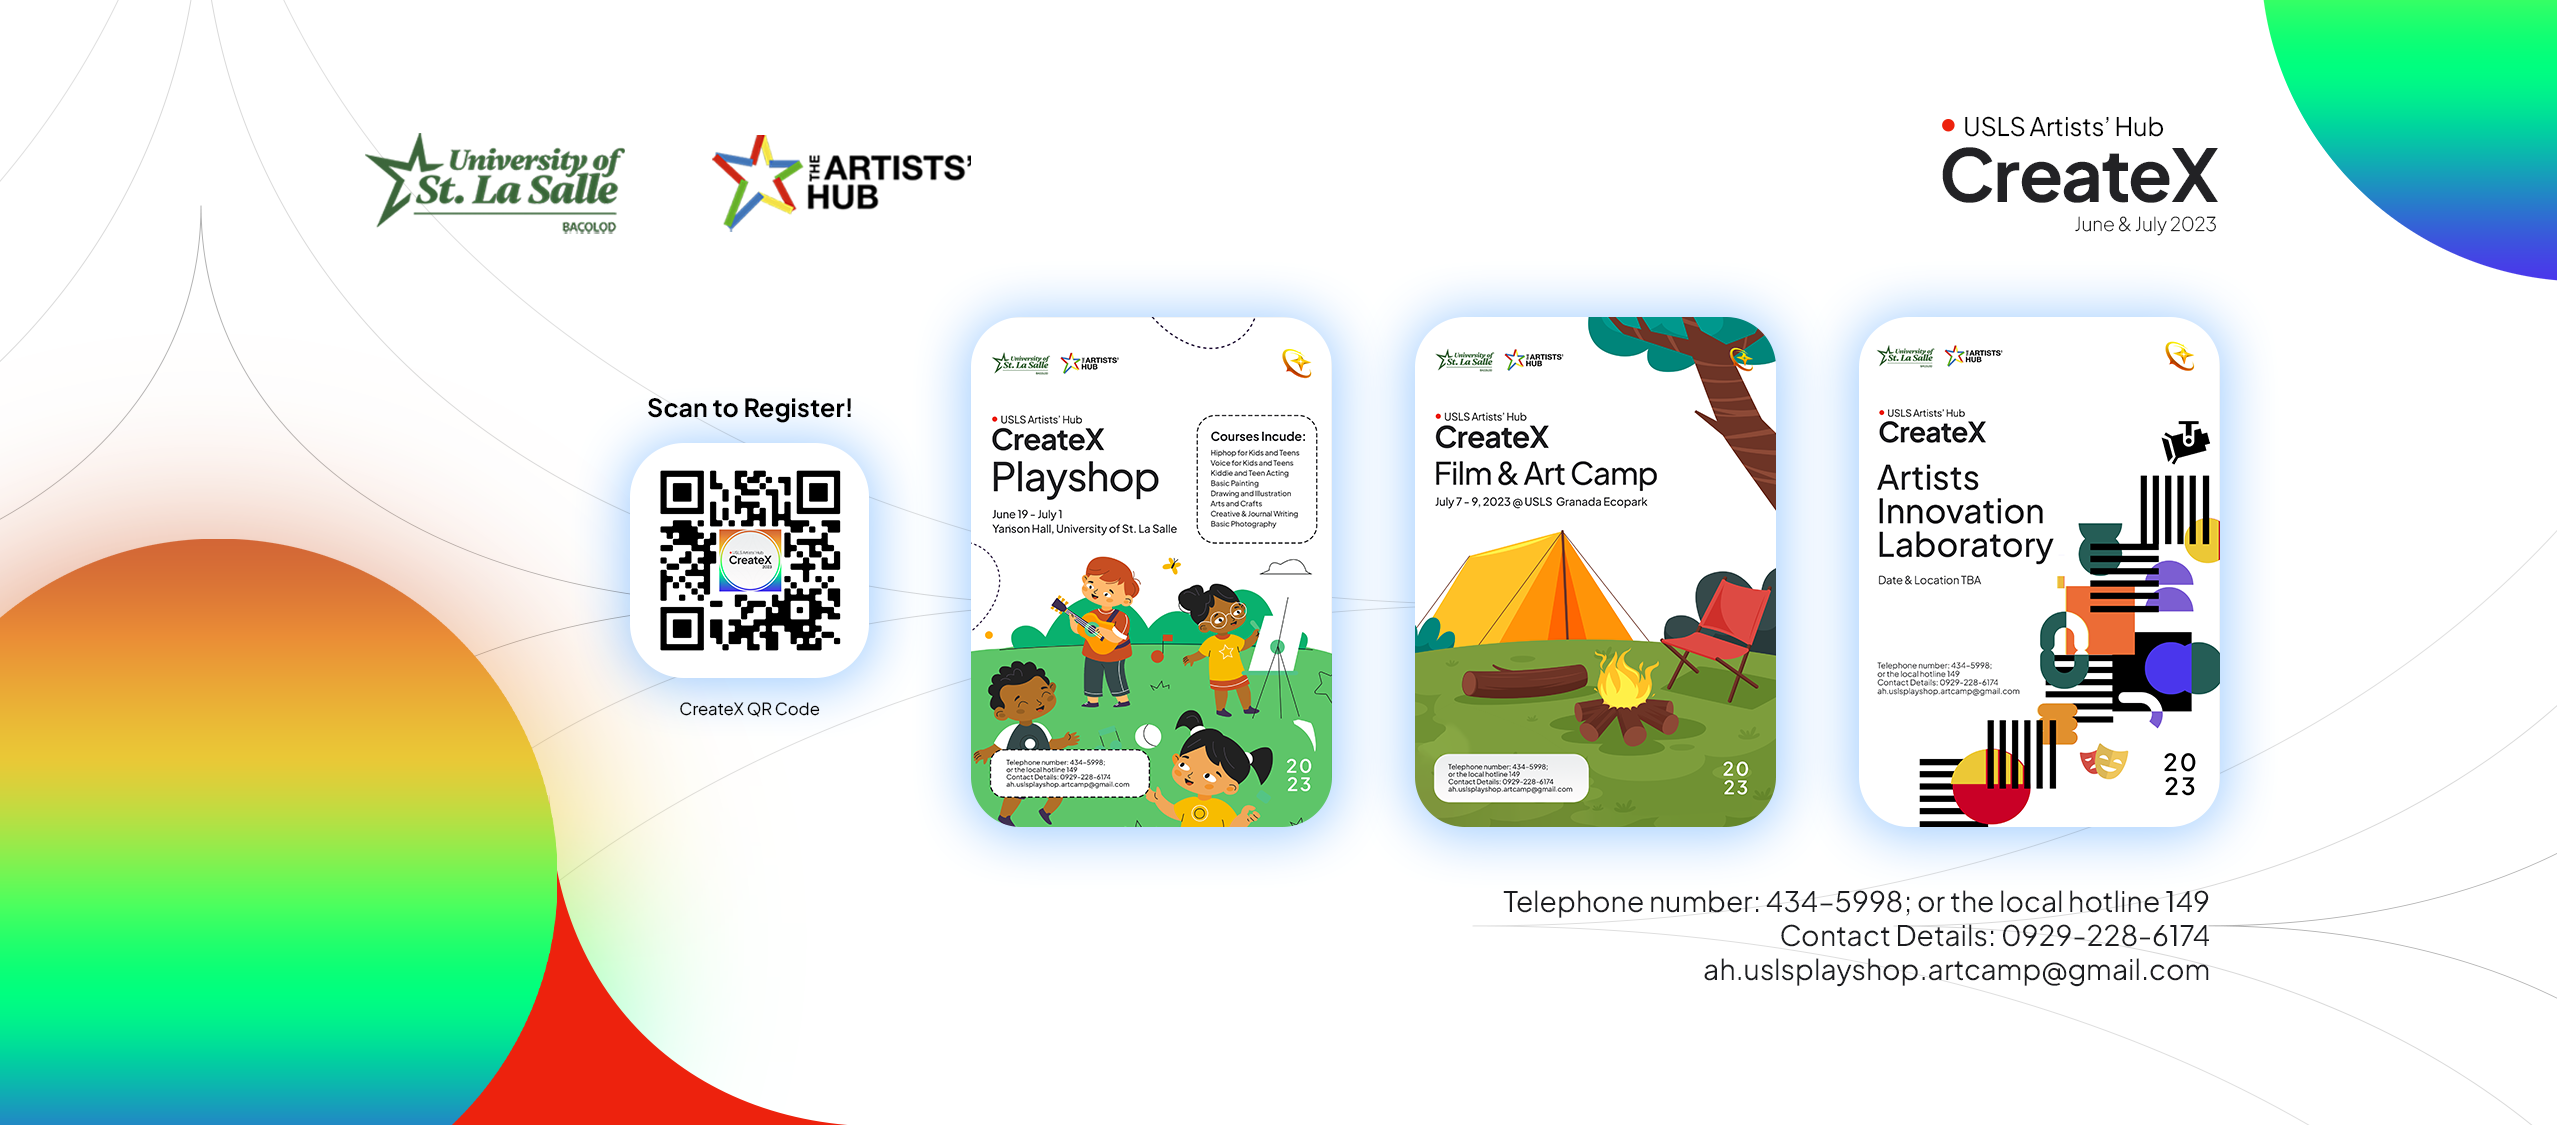 University of
St. La Salle
BACOLOD
THE ARTISTS'
HUB
USLS Artists' Hub
CreateX
June & July 2023
Scan to Register!
USLS Artists' Hub
CreateX
2023
CreateX QR Code
University of
St. La Salle
BACOLOD
THE ARTISTS'
HUB
USLS Artists' Hub
CreateX
Playshop
June 19 - July 1
Yanson Hall, University of St. La Salle
Courses Incude:
Hiphop for Kids and Teens
Voice for Kids and Teens
Kiddie and Teen Acting
Basic Painting
Drawing and Illustration
Arts and Crafts
Creative & Journal Writing
Basic Photography
Telephone number: 434-5998;
or the local hotline 149
Contact Details: 0929-228-6174
ah.uslsplayshop.artcamp@gmail.com
20
23
University of
St. La Salle
BACOLOD
THE ARTISTS'
HUB
USLS Artists' Hub
CreateX
Film & Art Camp
July 7 - 9, 2023 @ USLS Granada Ecopark
Telephone number: 434-5998;
or the local hotline 149
Contact Details: 0929-228-6174
ah.uslsplayshop.artcamp@gmail.com
20
23
University of
St. La Salle
BACOLOD
THE ARTISTS'
HUB
USLS Artists' Hub
CreateX
Artists
Innovation
Laboratory
Date & Location TBA
Telephone number: 434-5998;
or the local hotline 149
Contact Details: 0929-228-6174
ah.uslsplayshop.artcamp@gmail.com
20
23
Telephone number: 434-5998; or the local hotline 149
Contact Details: 0929-228-6174
ah.uslsplayshop.artcamp@gmail.com